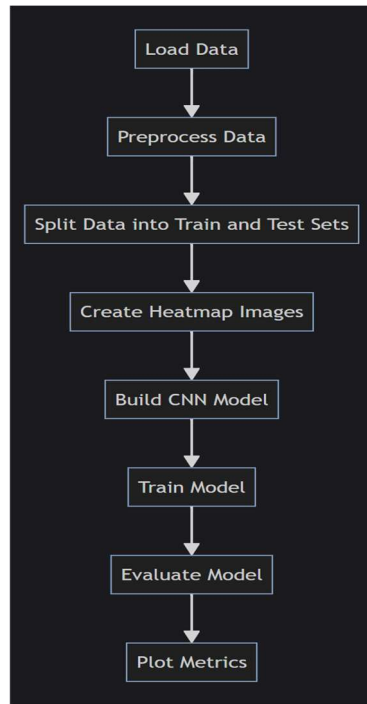 Load Data
Preprocess Data
Split Data into Train and Test Sets
Create Heatmap Images
Build CNN Model
Train Model
Evaluate Model
Plot Metrics